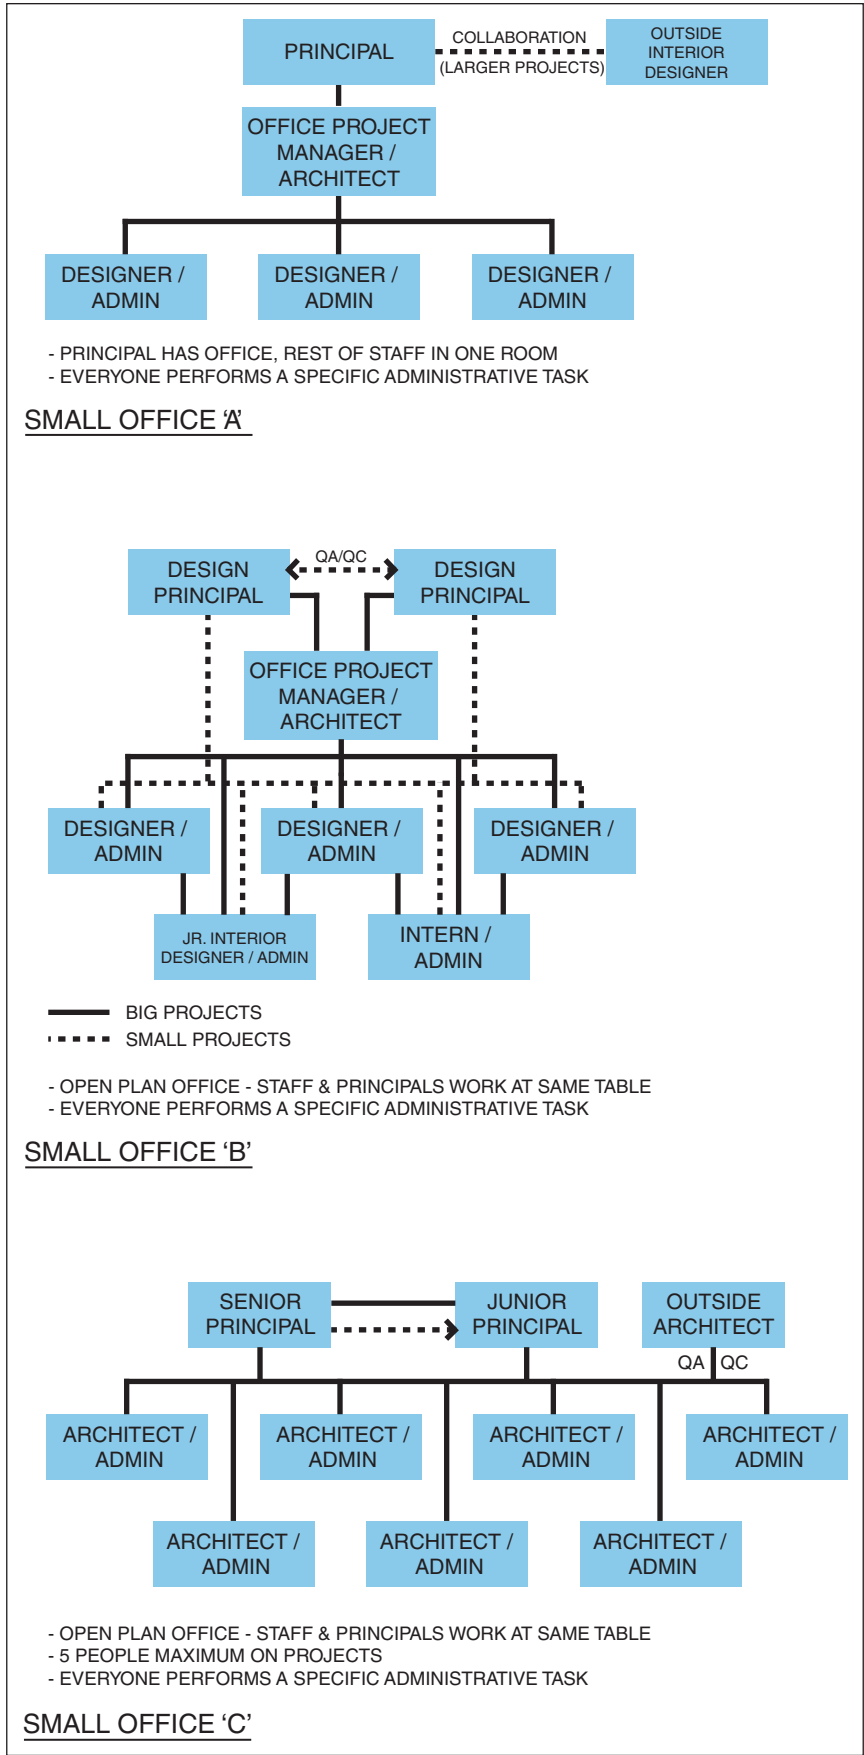 PRINCIPAL
COLLABORATION
(LARGER PROJECTS)
OUTSIDE
INTERIOR
DESIGNER
OFFICE PROJECT
MANAGER /
ARCHITECT
DESIGNER /
ADMIN
DESIGNER /
ADMIN
DESIGNER /
ADMIN
- PRINCIPAL HAS OFFICE, REST OF STAFF IN ONE ROOM
- EVERYONE PERFORMS A SPECIFIC ADMINISTRATIVE TASK
SMALL OFFICE ‘A’
DESIGN
PRINCIPAL
QA/QC
DESIGN
PRINCIPAL
OFFICE PROJECT
MANAGER /
ARCHITECT
DESIGNER /
ADMIN
DESIGNER /
ADMIN
DESIGNER /
ADMIN
JR. INTERIOR
DESIGNER / ADMIN
INTERN /
ADMIN
BIG PROJECTS
SMALL PROJECTS
- OPEN PLAN OFFICE - STAFF & PRINCIPALS WORK AT SAME TABLE
- EVERYONE PERFORMS A SPECIFIC ADMINISTRATIVE TASK
SMALL OFFICE ‘B’
SENIOR
PRINCIPAL
JUNIOR
PRINCIPAL
OUTSIDE
ARCHITECT
QA QC
ARCHITECT /
ADMIN
ARCHITECT /
ADMIN
ARCHITECT /
ADMIN
ARCHITECT /
ADMIN
ARCHITECT /
ADMIN
ARCHITECT /
ADMIN
ARCHITECT /
ADMIN
- OPEN PLAN OFFICE - STAFF & PRINCIPALS WORK AT SAME TABLE
- 5 PEOPLE MAXIMUM ON PROJECTS
- EVERYONE PERFORMS A SPECIFIC ADMINISTRATIVE TASK
SMALL OFFICE ‘C’